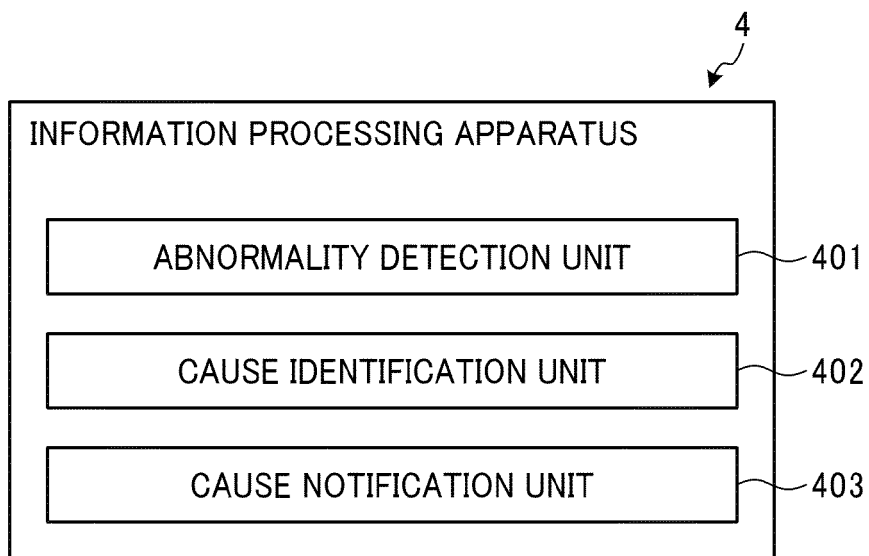 4
INFORMATION PROCESSING APPARATUS
ABNORMALITY DETECTION UNIT 401
CAUSE IDENTIFICATION UNIT 402
CAUSE NOTIFICATION UNIT 403